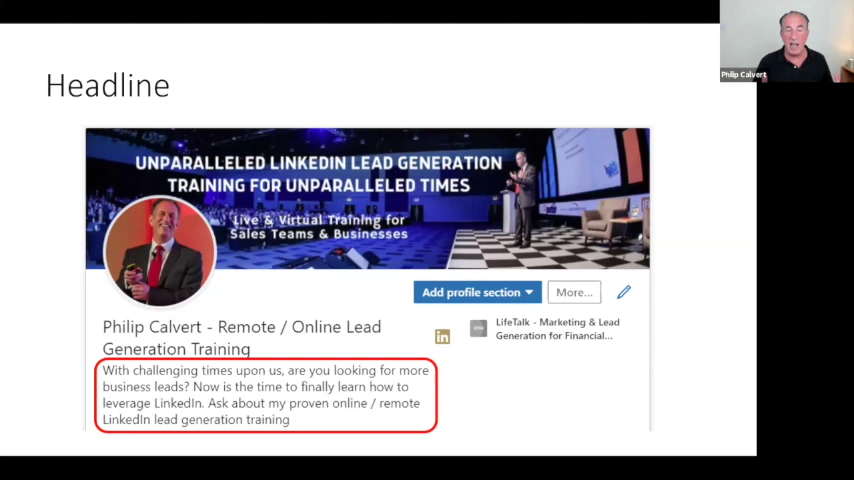 Philip Calvert
Headline
UNPARALLELED LINKEDIN LEAD GENERATION
TRAINING FOR UNPARALLELED TIMES
Live & Virtual Training for
Sales Teams & Businesses
Add profile section
More...
Philip Calvert - Remote / Online Lead
Generation Training
in
LifeTalk - Marketing & Lead
Generation for Financial...
With challenging times upon us, are you looking for more
business leads? Now is the time to finally learn how to
leverage LinkedIn. Ask about my proven online / remote
LinkedIn lead generation training